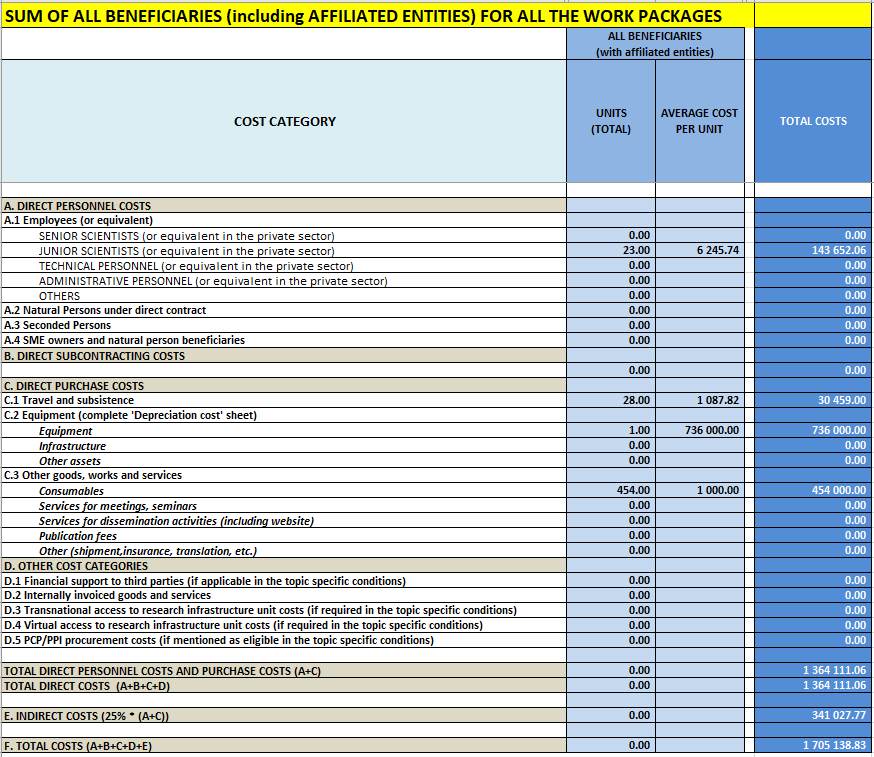 SUM OF ALL BENEFICIARIES (including AFFILIATED ENTITIES) FOR ALL THE WORK PACKAGES
ALL BENEFICIARIES
(with affiliated entities)
COST CATEGORY
UNITS
(TOTAL)
AVERAGE COST
PER UNIT
TOTAL COSTS
A. DIRECT PERSONNEL COSTS
A.1 Employees (or equivalent)
SENIOR SCIENTISTS (or equivalent in the private sector) 0.00 0.00
JUNIOR SCIENTISTS (or equivalent in the private sector) 23.00 6 245.74 143 652.06
TECHNICAL PERSONNEL (or equivalent in the private sector) 0.00 0.00
ADMINISTRATIVE PERSONNEL (or equivalent in the private sector) 0.00 0.00
OTHERS 0.00 0.00
A.2 Natural Persons under direct contract 0.00 0.00
A.3 Seconded Persons 0.00 0.00
A.4 SME owners and natural person beneficiaries 0.00 0.00
B. DIRECT SUBCONTRACTING COSTS
0.00 0.00
C. DIRECT PURCHASE COSTS
C.1 Travel and subsistence 28.00 1 087.82 30 459.00
C.2 Equipment (complete 'Depreciation cost' sheet)
Equipment 1.00 736 000.00 736 000.00
Infrastructure 0.00 0.00
Other assets 0.00 0.00
C.3 Other goods, works and services
Consumables 454.00 1 000.00 454 000.00
Services for meetings, seminars 0.00 0.00
Services for dissemination activities (including website) 0.00 0.00
Publication fees 0.00 0.00
Other (shipment,insurance, translation, etc.) 0.00 0.00
D. OTHER COST CATEGORIES
D.1 Financial support to third parties (if applicable in the topic specific conditions) 0.00 0.00
D.2 Internally invoiced goods and services 0.00 0.00
D.3 Transnational access to research infrastructure unit costs (if required in the topic specific conditions) 0.00 0.00
D.4 Virtual access to research infrastructure unit costs (if required in the topic specific conditions) 0.00 0.00
D.5 PCP/PPI procurement costs (if mentioned as eligible in the topic specific conditions) 0.00 0.00
TOTAL DIRECT PERSONNEL COSTS AND PURCHASE COSTS (A+C) 0.00 1 364 111.06
TOTAL DIRECT COSTS (A+B+C+D) 0.00 1 364 111.06
E. INDIRECT COSTS (25% * (A+C)) 0.00 341 027.77
F. TOTAL COSTS (A+B+C+D+E) 0.00 1 705 138.83